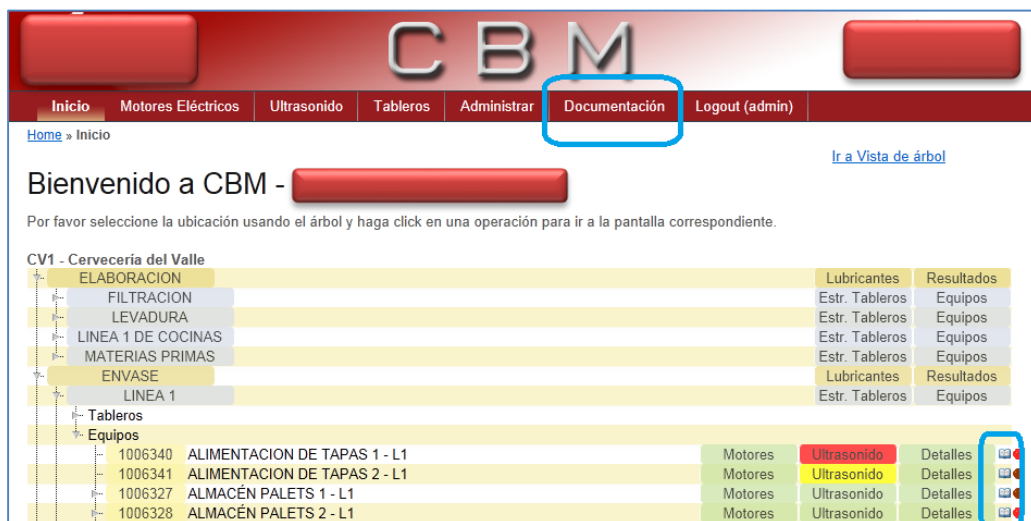 CBM
Inicio Motores Eléctricos Ultrasonido Tableros Administrar Documentación Logout (admin)
Home » Inicio
Ir a Vista de árbol
Bienvenido a CBM -
Por favor seleccione la ubicación usando el árbol y haga click en una operación para ir a la pantalla correspondiente.
CV1 - Cervecería del Valle
ELABORACION Lubricantes Resultados
FILTRACION Estr. Tableros Equipos
LEVADURA Estr. Tableros Equipos
LINEA 1 DE COCINAS Estr. Tableros Equipos
MATERIAS PRIMAS Estr. Tableros Equipos
ENVASE Lubricantes Resultados
LINEA 1 Estr. Tableros Equipos
Tableros
Equipos
1006340 ALIMENTACION DE TAPAS 1 - L1 Motores Ultrasonido Detalles
1006341 ALIMENTACION DE TAPAS 2 - L1 Motores Ultrasonido Detalles
1006327 ALMACÉN PALETS 1 - L1 Motores Ultrasonido Detalles
1006328 ALMACÉN PALETS 2 - L1 Motores Ultrasonido Detalles